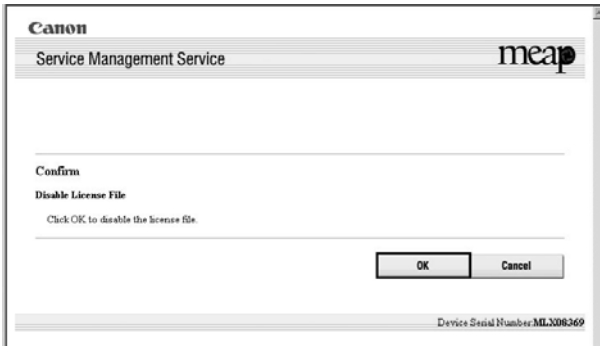 Canon
Service Management Service
meap
Confirm
Disable License File
Click OK to disable the license file.
OK Cancel
Device Serial Number:MLX08369